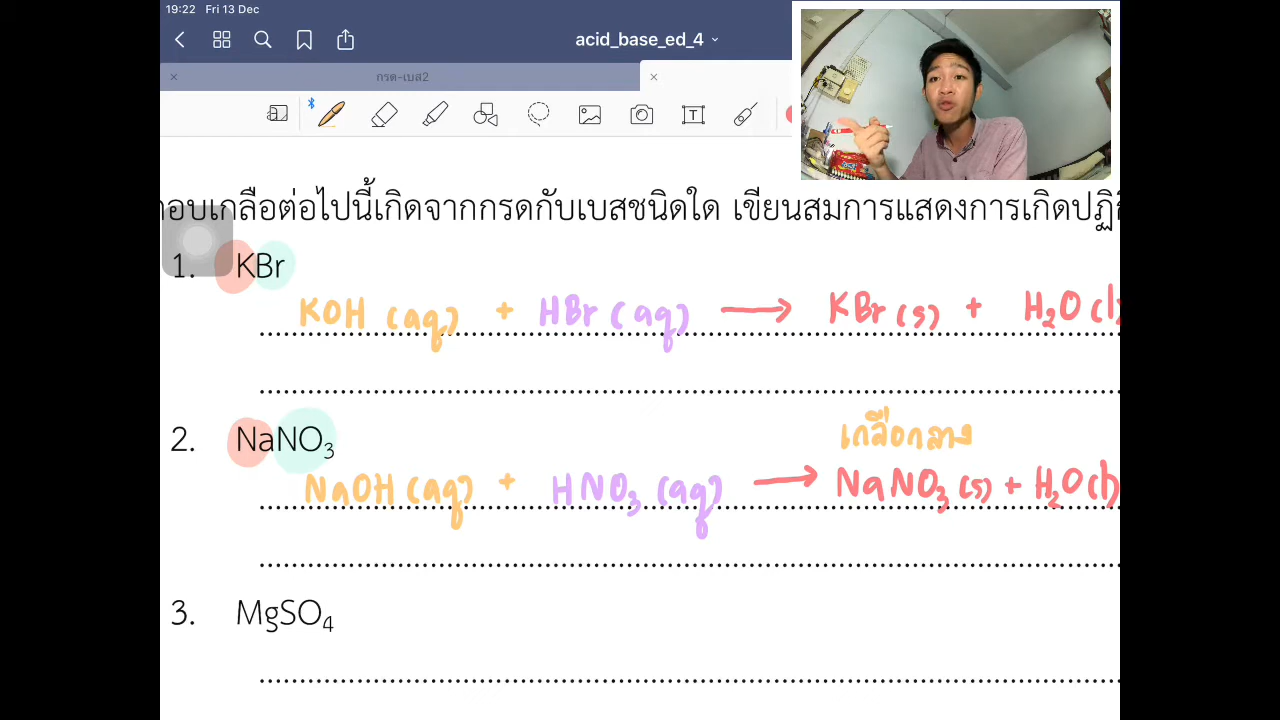 19:22 Fri 13 Dec
acid_base_ed_4
กรด-เบส2
ตอบเกลือต่อไปนี้เกิดจากกรดกับเบสชนิดใด เขียนสมการแสดงการเกิดปฏิ
1. KBr
KOH (aq) + HBr (aq) → KBr (s) + H₂O (l
2. NaNO₃
เกลือกลาง
NaOH (aq) + HNO₃ (aq) → NaNO₃ (s) + H₂O (l)
3. MgSO₄